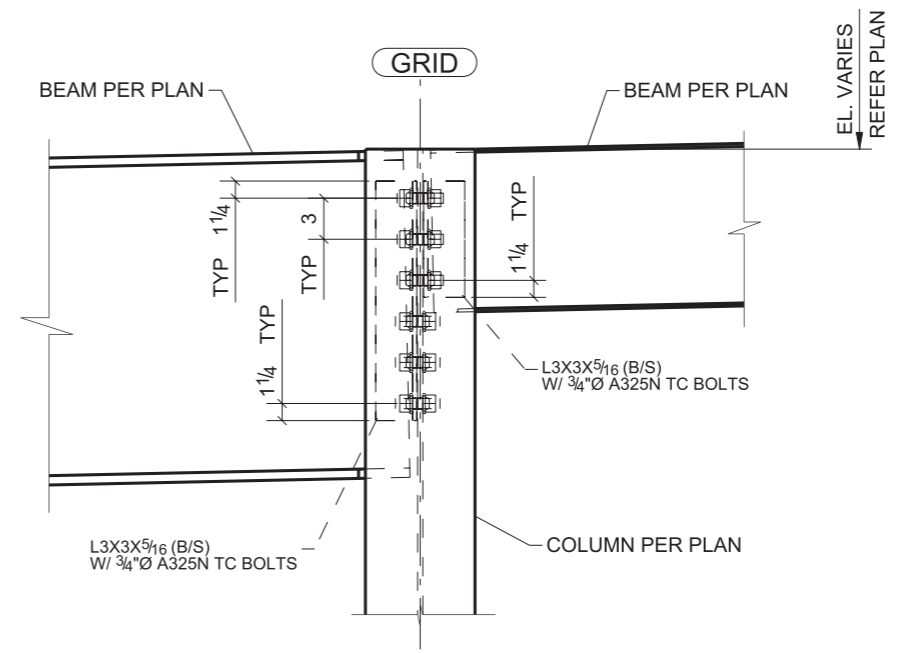 GRID
EL. VARIES
REFER PLAN
BEAM PER PLAN
BEAM PER PLAN
TYP 1 1/4
TYP 3
1 1/4 TYP
1 1/4 TYP
L3X3X5/16 (B/S)
W/ 3/4"Ø A325N TC BOLTS
L3X3X5/16 (B/S)
W/ 3/4"Ø A325N TC BOLTS
COLUMN PER PLAN